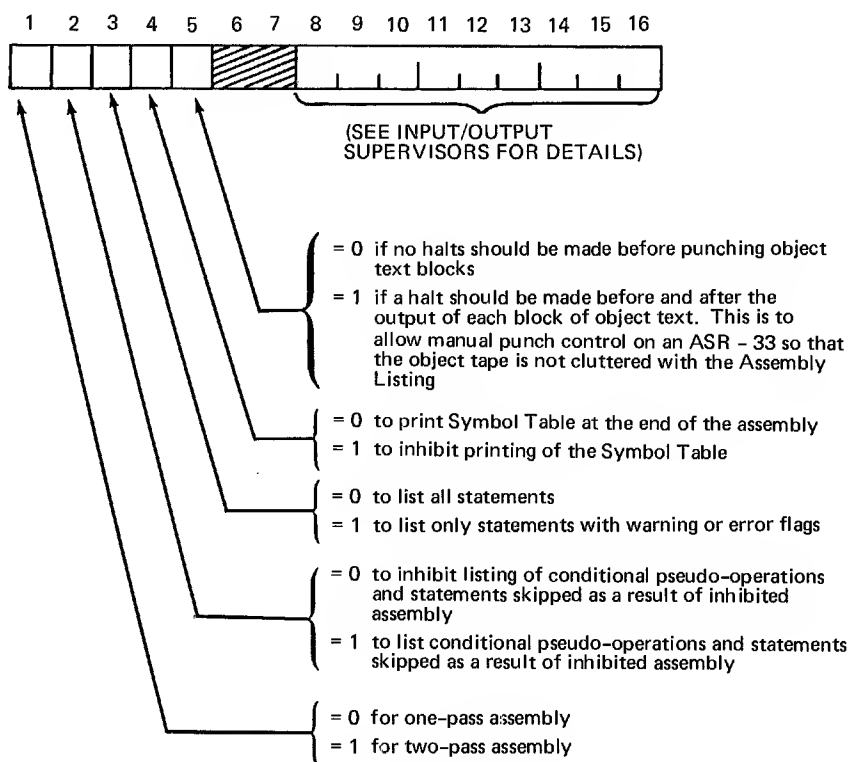 1 2 3 4 5 6 7 8 9 10 11 12 13 14 15 16
(SEE INPUT/OUTPUT
SUPERVISORS FOR DETAILS)
= 0 if no halts should be made before punching object
text blocks
= 1 if a halt should be made before and after the
output of each block of object text. This is to
allow manual punch control on an ASR - 33 so that
the object tape is not cluttered with the Assembly
Listing
= 0 to print Symbol Table at the end of the assembly
= 1 to inhibit printing of the Symbol Table
= 0 to list all statements
= 1 to list only statements with warning or error flags
= 0 to inhibit listing of conditional pseudo-operations
and statements skipped as a result of inhibited
assembly
= 1 to list conditional pseudo-operations and statements
skipped as a result of inhibited assembly
= 0 for one-pass assembly
= 1 for two-pass assembly